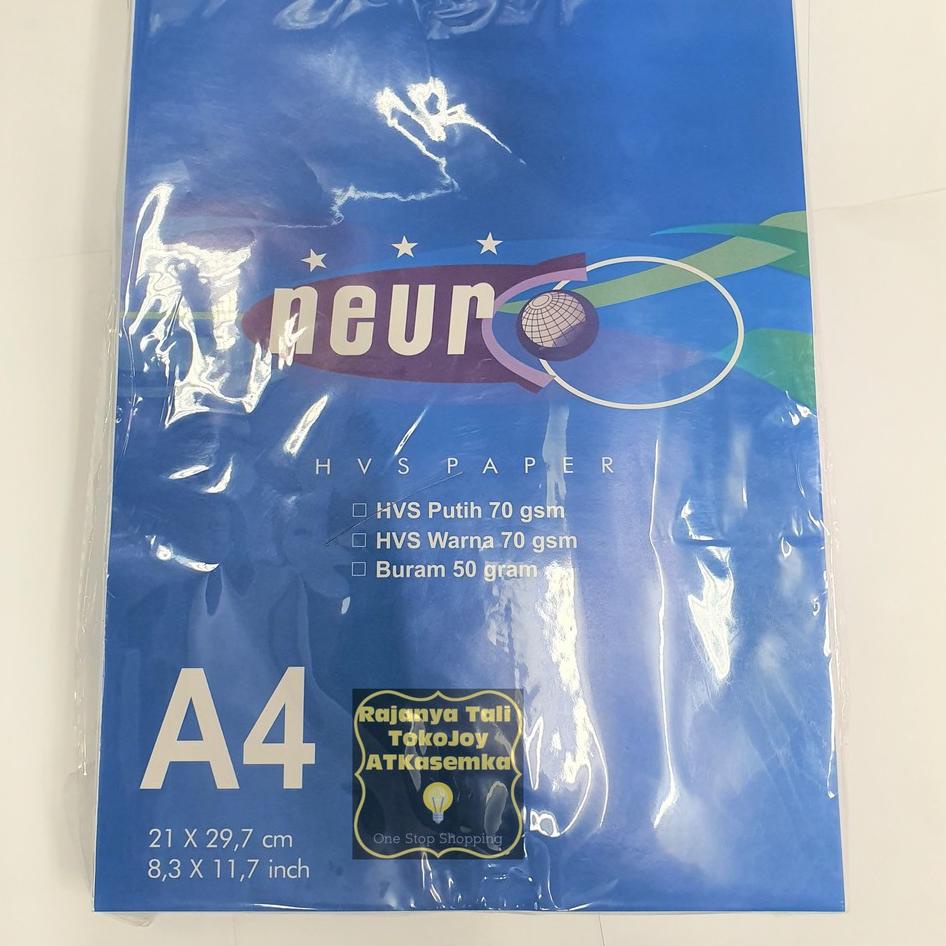 neuro
HVS PAPER
HVS Putih 70 gsm
HVS Warna 70 gsm
Buram 50 gram
A4
21 X 29,7 cm
8,3 X 11,7 inch
Rajanya Tali
TokoJoy
ATKasemka
One Stop Shopping